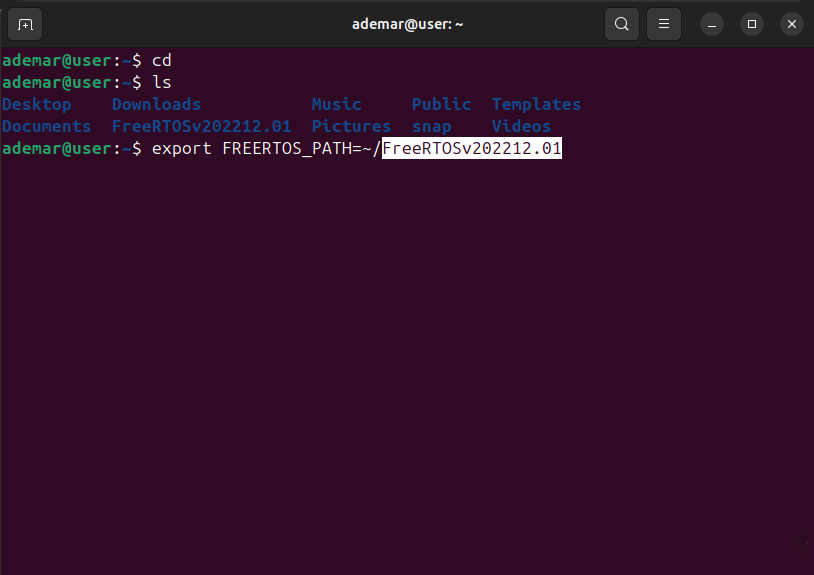 ademar@user: ~
ademar@user:~$ cd
ademar@user:~$ ls
Desktop    Downloads           Music     Public  Templates
Documents  FreeRTOSv202212.01  Pictures  snap    Videos
ademar@user:~$ export FREERTOS_PATH=~/FreeRTOSv202212.01